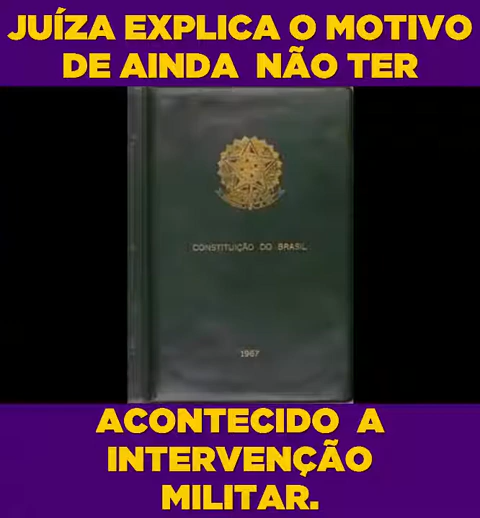 JUÍZA EXPLICA O MOTIVO
DE AINDA NÃO TER
CONSTITUIÇÃO DO BRASIL
1967
ACONTECIDO A
INTERVENÇÃO
MILITAR.